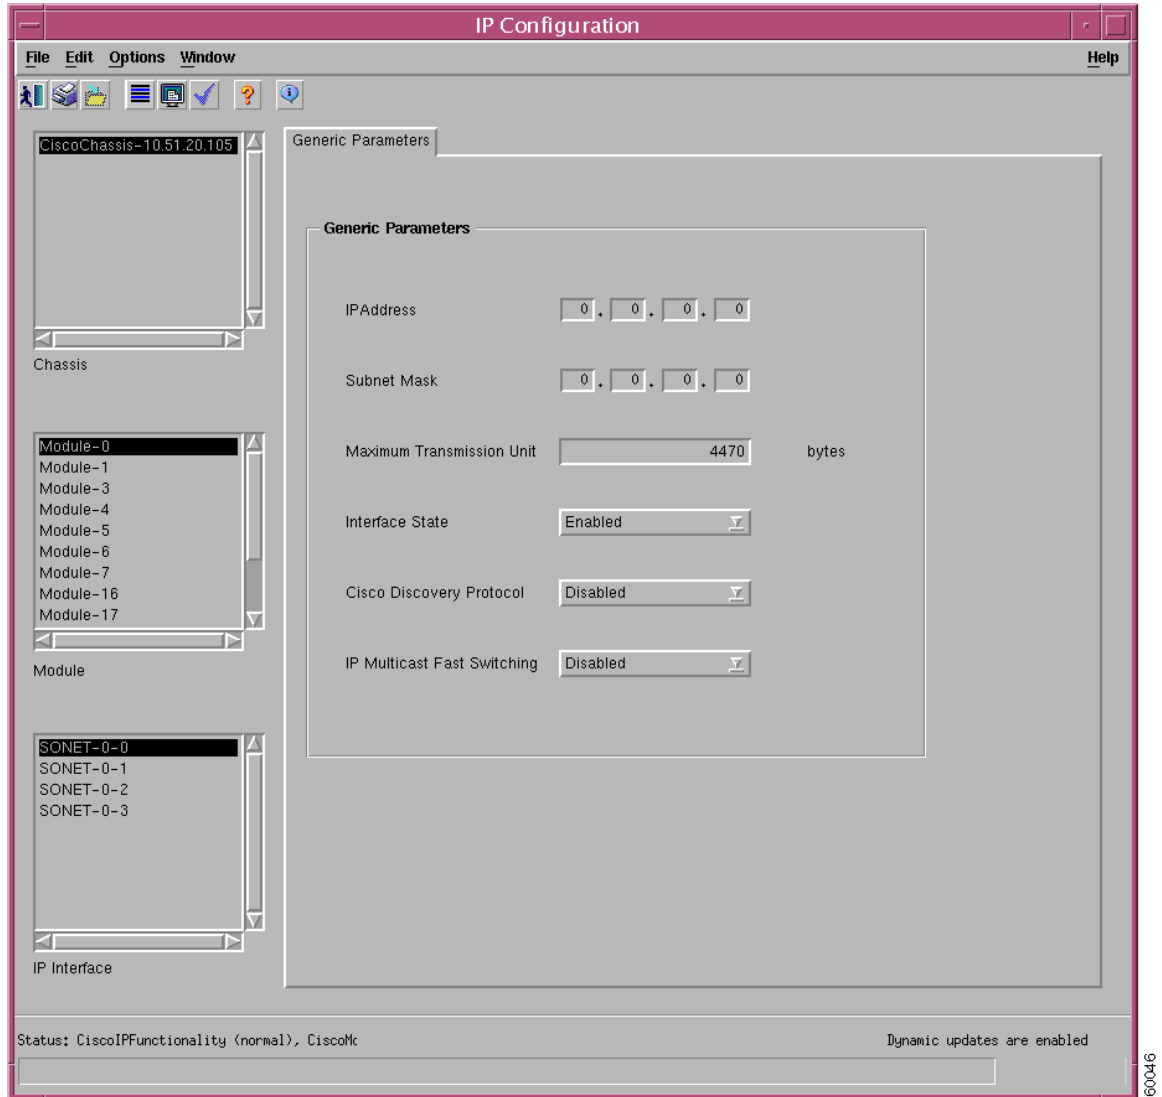 IP Configuration
File Edit Options Window Help
CiscoChassis-10.51.20.105
Chassis
Module-0
Module-1
Module-3
Module-4
Module-5
Module-6
Module-7
Module-16
Module-17
Module
SONET-0-0
SONET-0-1
SONET-0-2
SONET-0-3
IP Interface
Generic Parameters
Generic Parameters
IPAddress 0 . 0 . 0 . 0
Subnet Mask 0 . 0 . 0 . 0
Maximum Transmission Unit 4470 bytes
Interface State Enabled
Cisco Discovery Protocol Disabled
IP Multicast Fast Switching Disabled
Status: CiscoIPFunctionality (normal), CiscoMc
Dynamic updates are enabled
60046